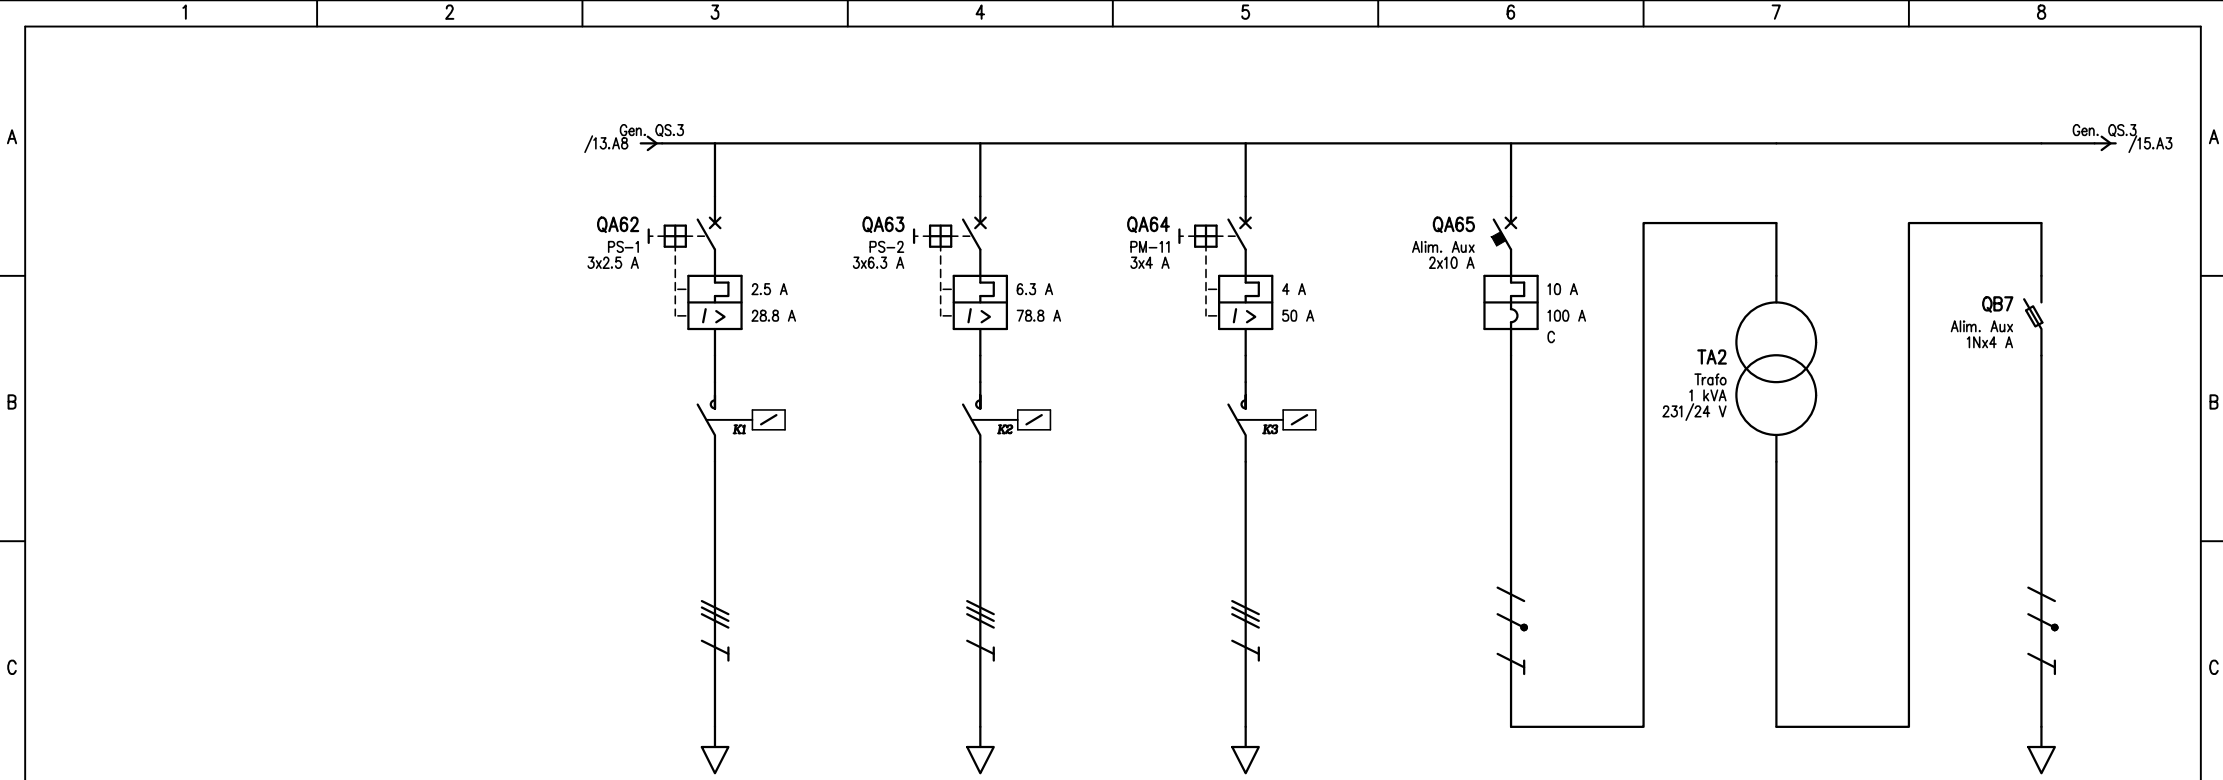 1
2
3
4
5
6
7
8
A
A
Gen. QS.3
/13.A8
Gen. QS.3
/15.A3
QA62
PS-1
3x2.5 A
2.5 A
28.8 A
K1
QA63
PS-2
3x6.3 A
6.3 A
78.8 A
K2
QA64
PM-11
3x4 A
4 A
50 A
K3
QA65
Alim. Aux
2x10 A
10 A
100 A
C
TA2
Trafo
1 kVA
231/24 V
QB7
Alim. Aux
1Nx4 A
I >
I >
I >
B
B
C
C